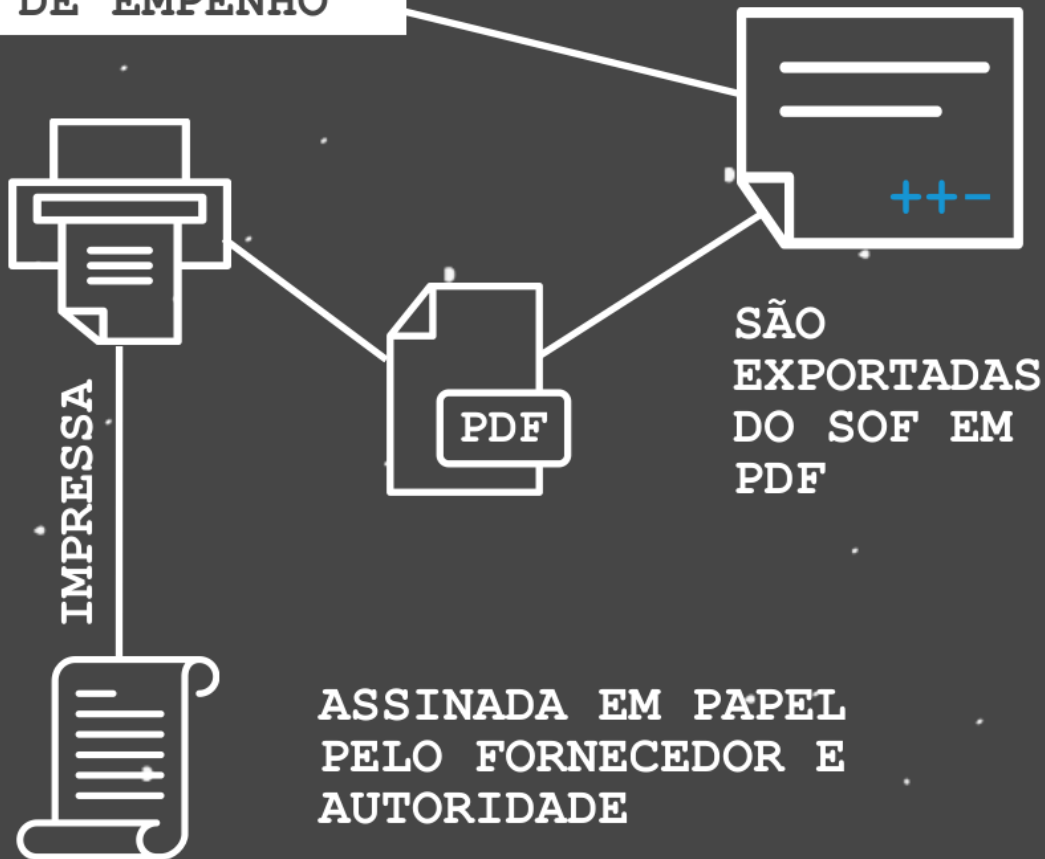 DE EMPENHO
++-
SÃO
EXPORTADAS
DO SOF EM
PDF
PDF
IMPRESSA
ASSINADA EM PAPEL
PELO FORNECEDOR E
AUTORIDADE